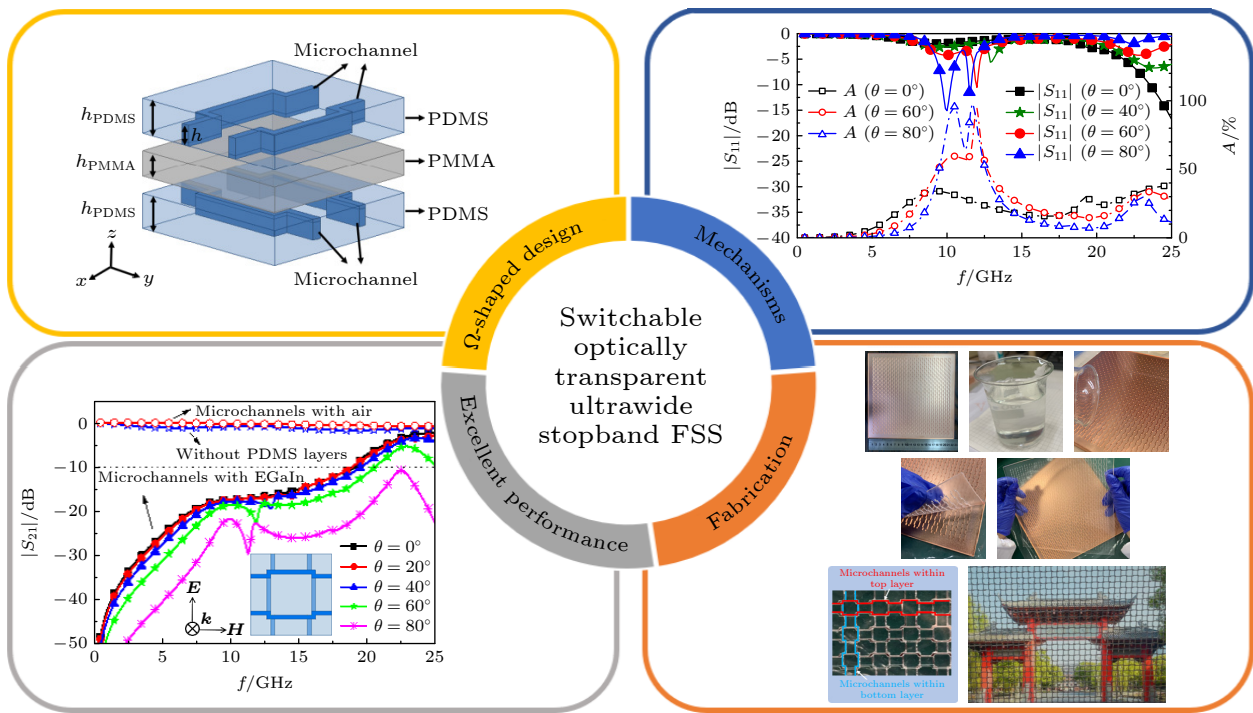 Microchannel
h_PDMS
h
PDMS
h_PMMA
PMMA
h_PDMS
PDMS
z
x
y
Microchannel
0
−5
−10
−15
−20
−25
−30
−35
−40
|S₁₁|/dB
A (θ = 0°)
A (θ = 60°)
A (θ = 80°)
|S₁₁| (θ = 0°)
|S₁₁| (θ = 40°)
|S₁₁| (θ = 60°)
|S₁₁| (θ = 80°)
100
50
0
A/%
0 5 10 15 20 25
f/GHz
Ω-shaped design
Mechanisms
Excellent performance
Fabrication
Switchable
optically
transparent
ultrawide
stopband FSS
0
−10
−20
−30
−40
−50
|S₂₁|/dB
Microchannels with air
Without PDMS layers
Microchannels with EGaIn
E
k
H
θ = 0°
θ = 20°
θ = 40°
θ = 60°
θ = 80°
0 5 10 15 20 25
f/GHz
Microchannels within
top layer
Microchannels within
bottom layer